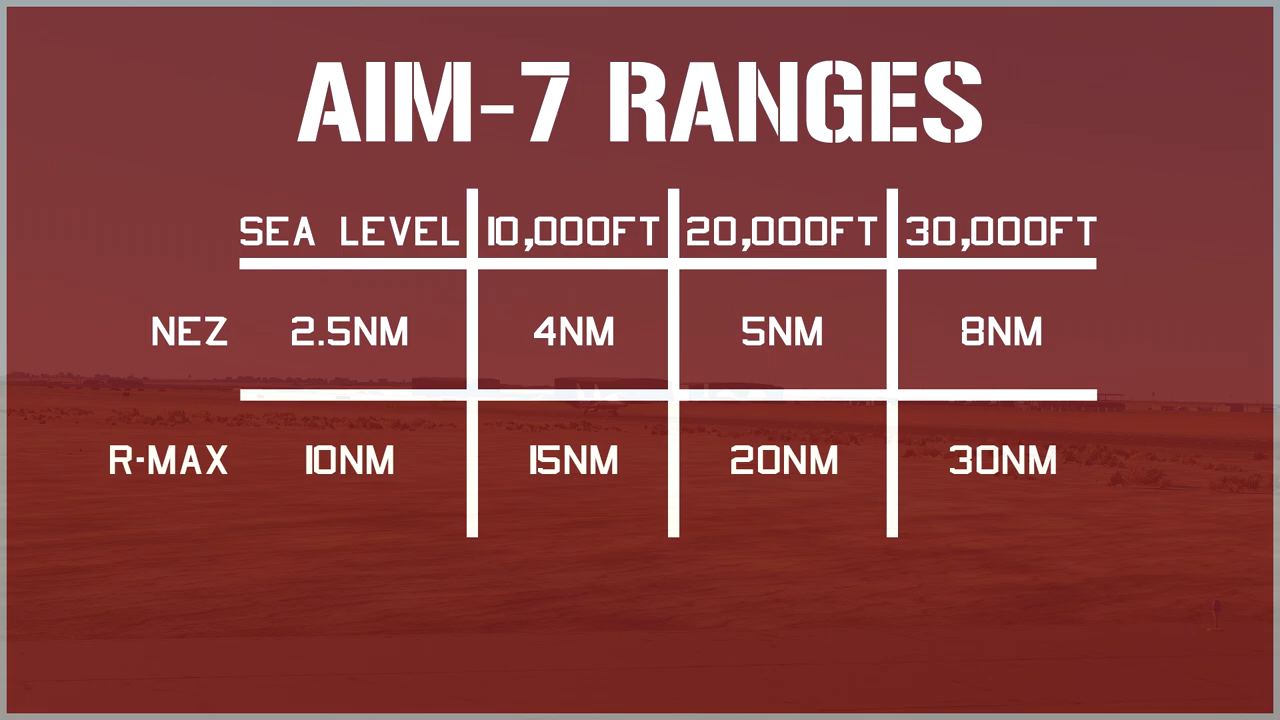 AIM-7 RANGES
SEA LEVEL 10,000FT 20,000FT 30,000FT
NEZ 2.5NM 4NM 5NM 8NM
R-MAX 10NM 15NM 20NM 30NM